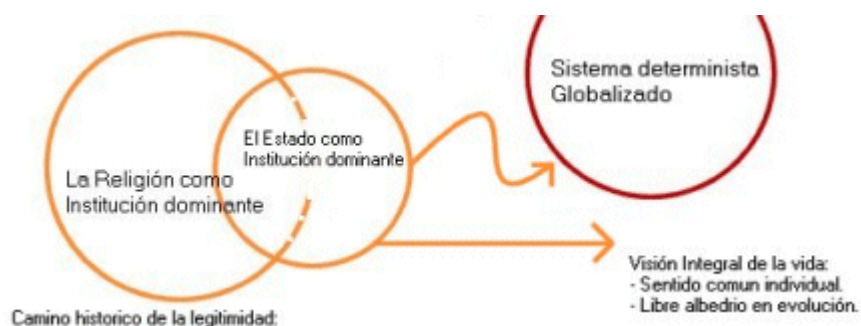 Sistema determinista
Globalizado
El Estado como
Institución dominante
La Religión como
Institución dominante
Visión Integral de la vida:
- Sentido comun individual.
- Libre albedrio en evolución.
Camino historico de la legitimidad: